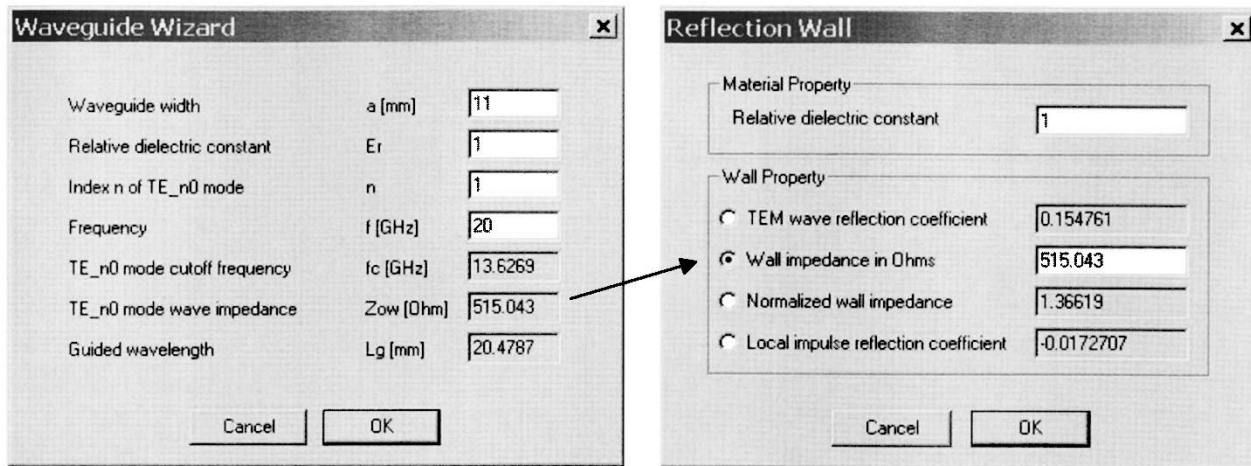 Waveguide Wizard
Waveguide width a [mm] 11
Relative dielectric constant Er 1
Index n of TE_n0 mode n 1
Frequency f [GHz] 20
TE_n0 mode cutoff frequency fc [GHz] 13.6269
TE_n0 mode wave impedance Zow [Ohm] 515.043
Guided wavelength Lg [mm] 20.4787
Cancel OK
Reflection Wall
Material Property
Relative dielectric constant 1
Wall Property
TEM wave reflection coefficient 0.154761
Wall impedance in Ohms 515.043
Normalized wall impedance 1.36619
Local impulse reflection coefficient -0.0172707
Cancel OK